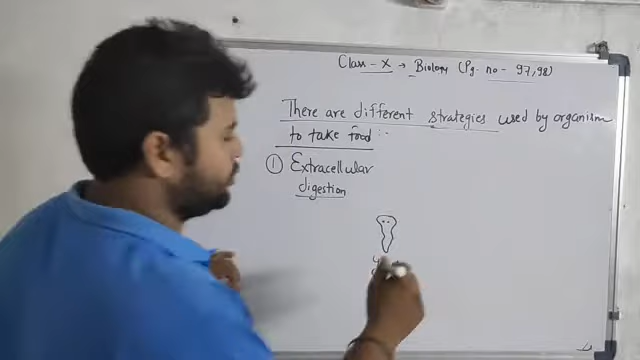 Class - X → Biology (Pg. no - 97,98)
There are different strategies used by organism
to take food :-
① Extracellular
digestion